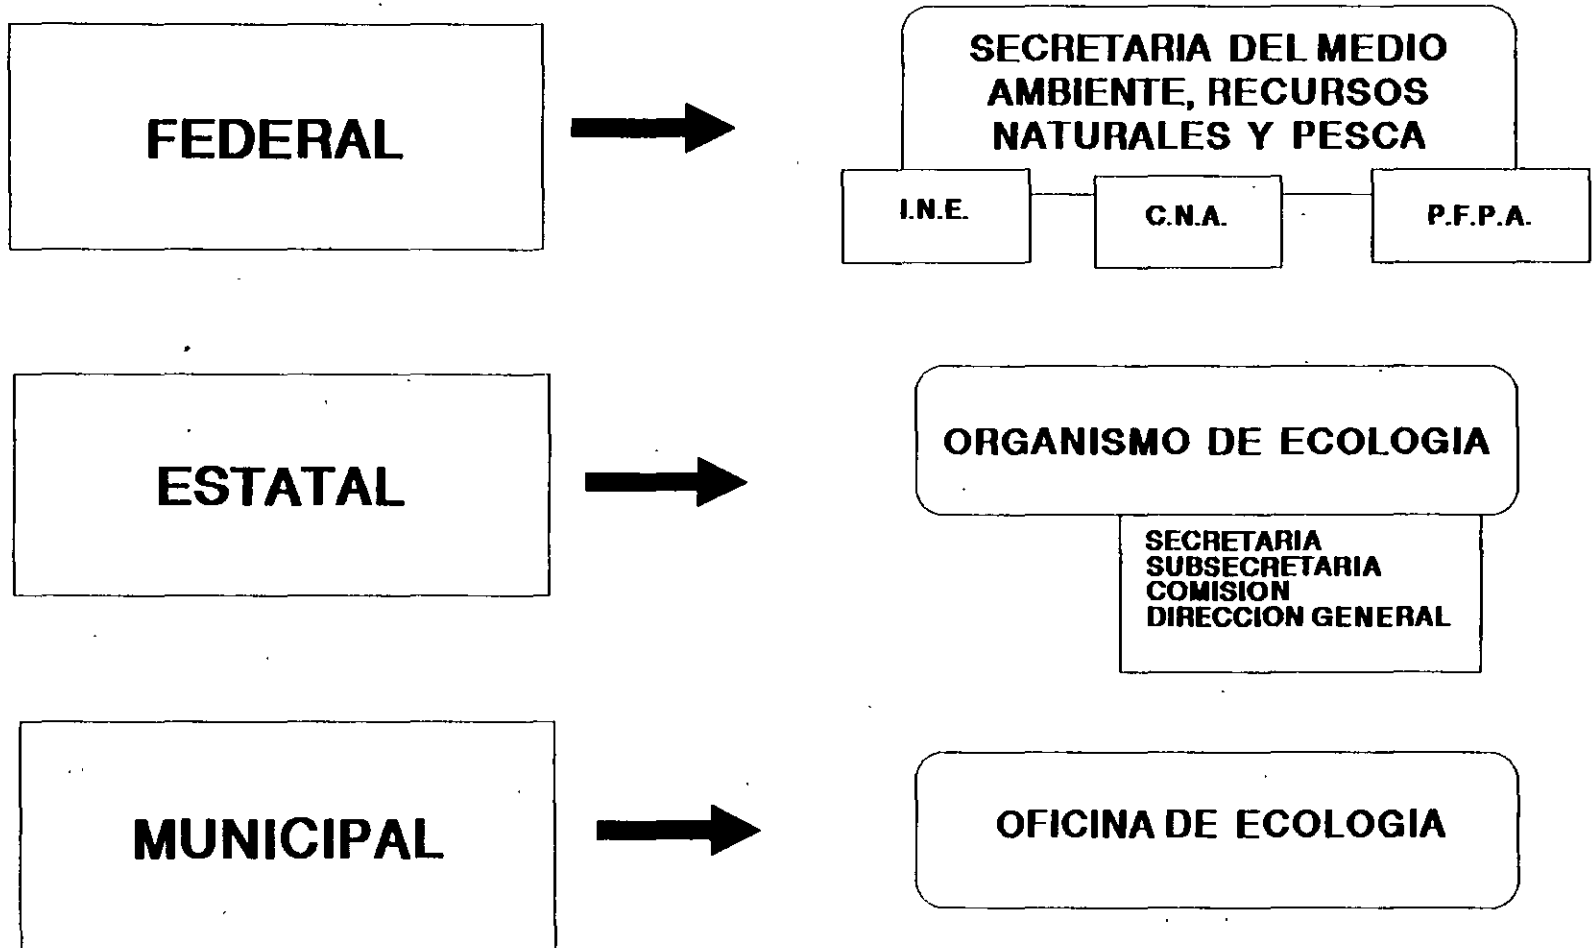 FEDERAL
SECRETARIA DEL MEDIO
AMBIENTE, RECURSOS
NATURALES Y PESCA
I.N.E.
C.N.A.
P.F.P.A.
ESTATAL
ORGANISMO DE ECOLOGIA
SECRETARIA
SUBSECRETARIA
COMISION
DIRECCION GENERAL
MUNICIPAL
OFICINA DE ECOLOGIA